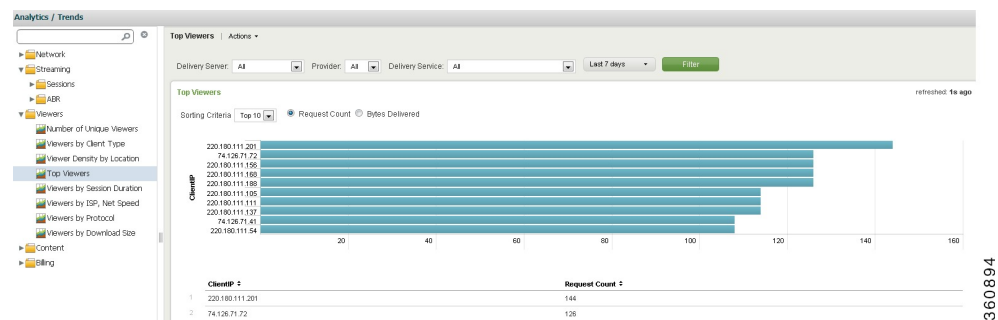 Analytics / Trends
Network
Streaming
Sessions
ABR
Viewers
Number of Unique Viewers
Viewers by Client Type
Viewer Density by Location
Top Viewers
Viewers by Session Duration
Viewers by ISP, Net Speed
Viewers by Protocol
Viewers by Download Size
Content
Billing
Top Viewers | Actions
Delivery Server: All Provider: All Delivery Service: All Last 7 days Filter
Top Viewers refreshed: 1s ago
Sorting Criteria Top 10 Request Count Bytes Delivered
ClientIP
220.180.111.201
74.126.71.72
220.180.111.156
220.180.111.168
220.180.111.188
220.180.111.105
220.180.111.111
220.180.111.137
74.126.71.41
220.180.111.54
20 40 60 80 100 120 140 160
ClientIP Request Count
1 220.180.111.201 144
2 74.126.71.72 126
360894